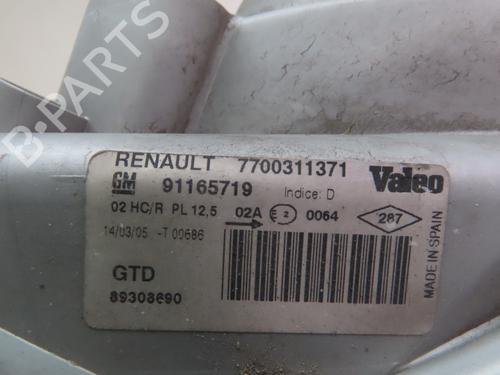 B-PARTS
RENAULT 7700311371 Valeo
GM 91165719 Indice: D
02 HC/R PL 12,5 02A E 2 0064 287
14/03/05 -T 00686
GTD
89308690
MADE IN SPAIN